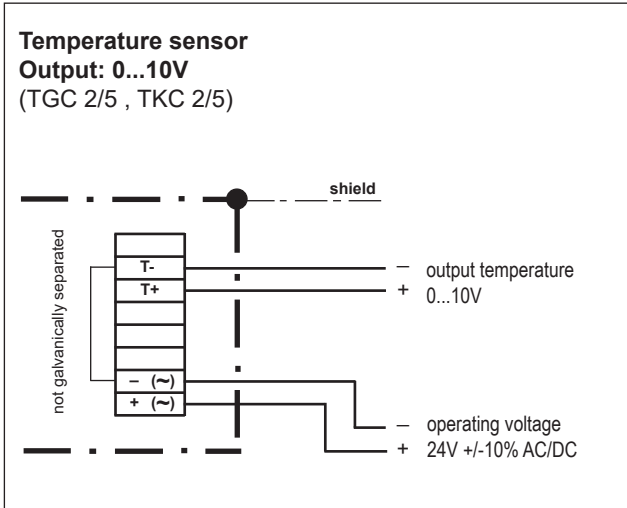 Temperature sensor
Output: 0...10V
(TGC 2/5 , TKC 2/5)
shield
not galvanically separated
T-
T+
– (~)
+ (~)
– output temperature
+ 0...10V
– operating voltage
+ 24V +/-10% AC/DC